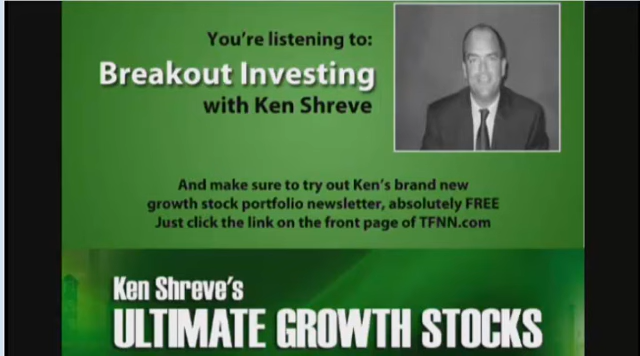 You're listening to:
Breakout Investing
with Ken Shreve
And make sure to try out Ken's brand new
growth stock portfolio newsletter, absolutely FREE
Just click the link on the front page of TFNN.com
Ken Shreve's
ULTIMATE GROWTH STOCKS